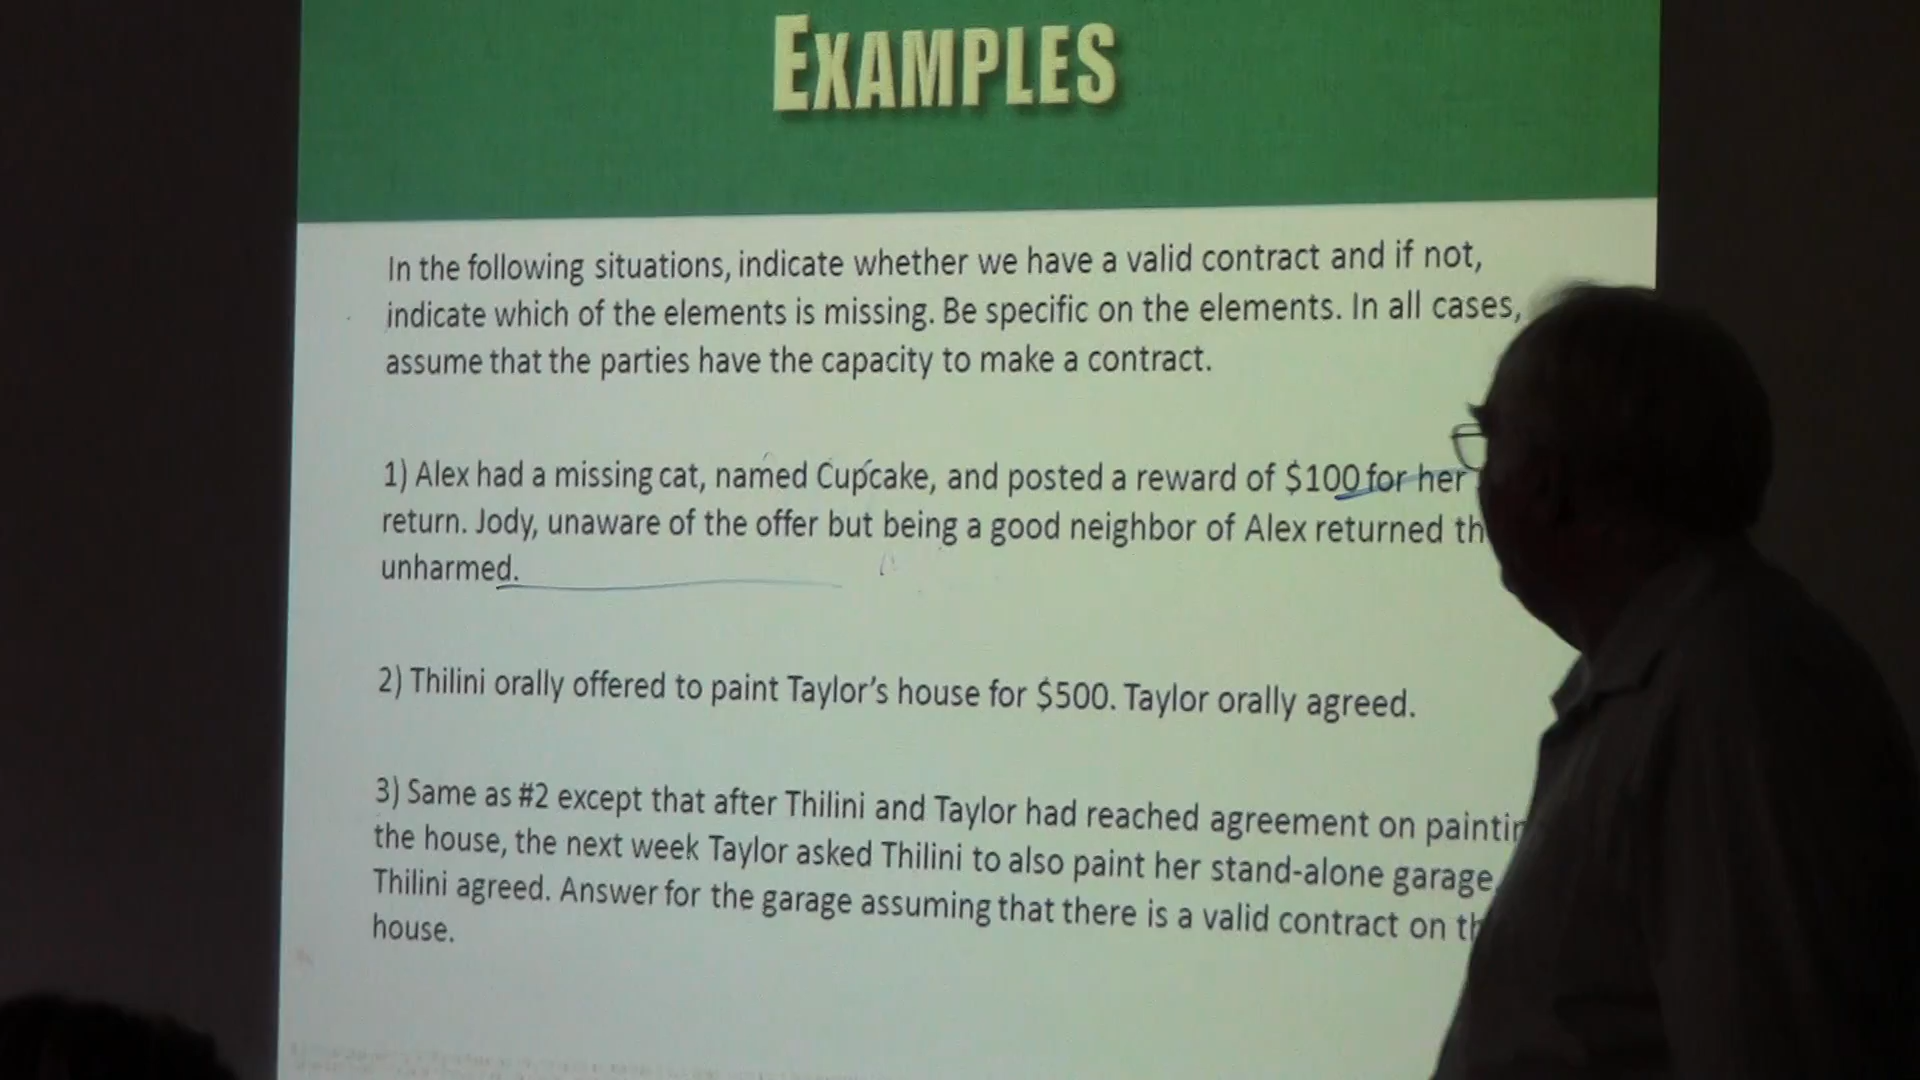 EXAMPLES
In the following situations, indicate whether we have a valid contract and if not,
indicate which of the elements is missing. Be specific on the elements. In all cases,
assume that the parties have the capacity to make a contract.
1) Alex had a missing cat, named Cupcake, and posted a reward of $100 for her
return. Jody, unaware of the offer but being a good neighbor of Alex returned
unharmed.
2) Thilini orally offered to paint Taylor's house for $500. Taylor orally agreed.
3) Same as #2 except that after Thilini and Taylor had reached agreement on
the house, the next week Taylor asked Thilini to also paint her stand-alone garage.
Thilini agreed. Answer for the garage assuming that there is a valid contract on
house.